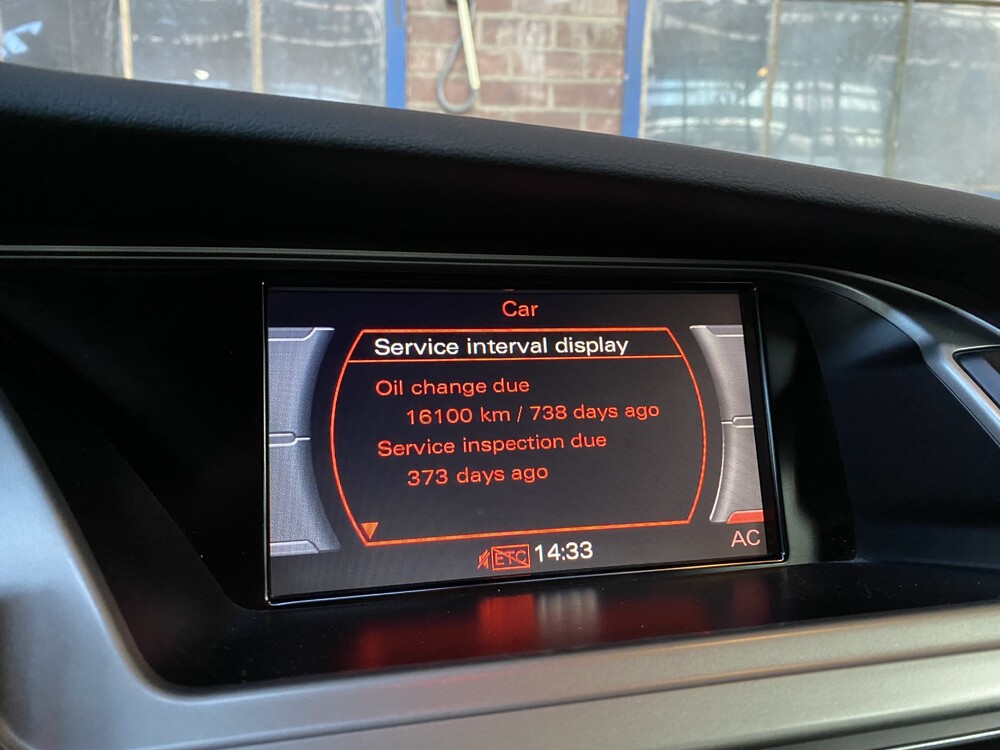 Car
Service interval display
Oil change due
16100 km / 738 days ago
Service inspection due
373 days ago
ETC 14:33
AC